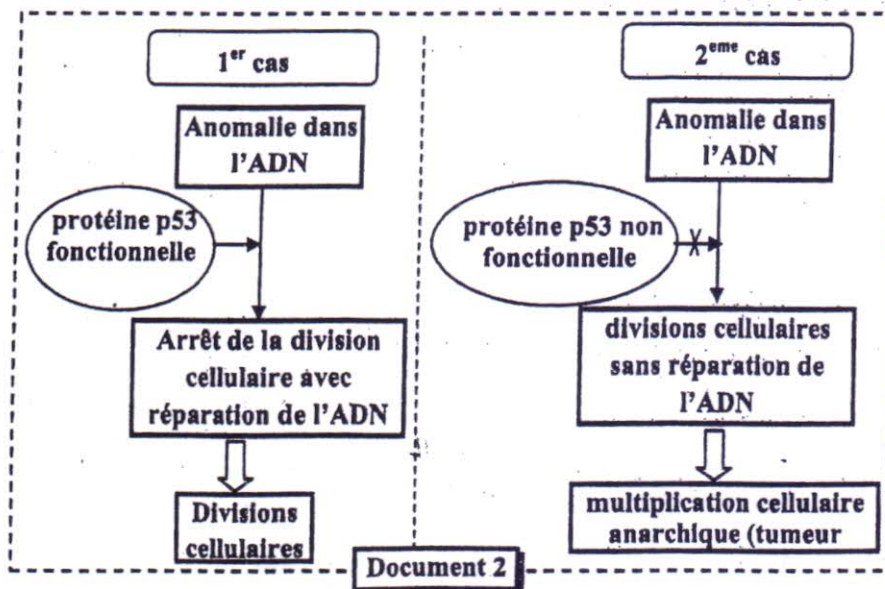 1er cas
Anomalie dans
l'ADN
protéine p53
fonctionnelle
Arrêt de la division
cellulaire avec
réparation de l'ADN
Divisions
cellulaires
2eme cas
Anomalie dans
l'ADN
protéine p53 non
fonctionnelle
divisions cellulaires
sans réparation de
l'ADN
multiplication cellulaire
anarchique (tumeur
Document 2